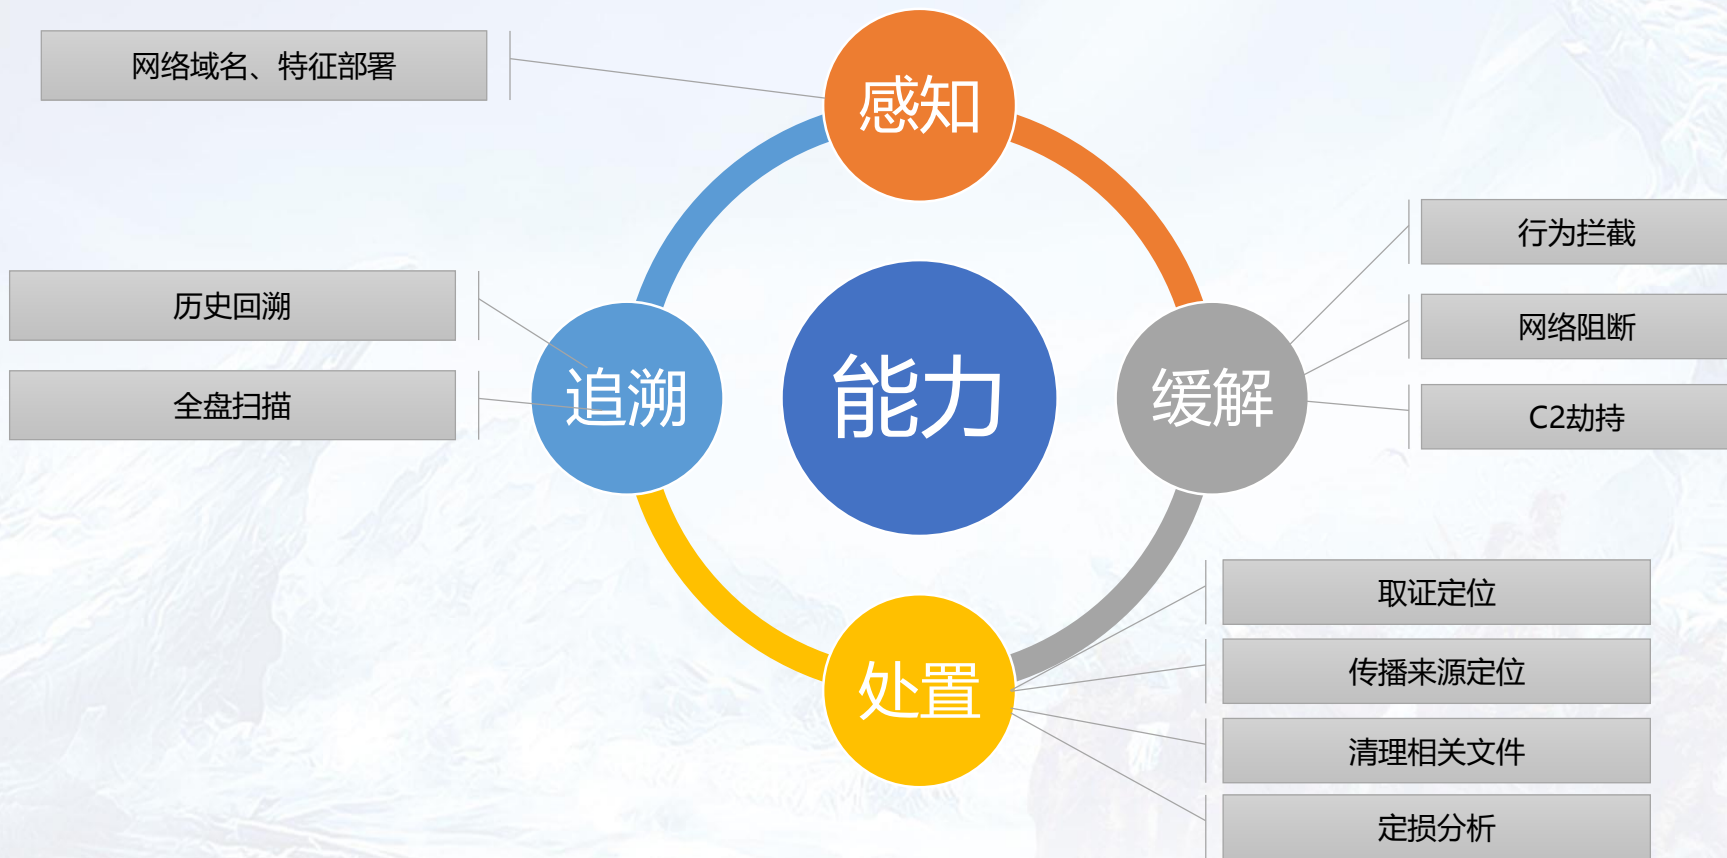 网络域名、特征部署
感知
行为拦截
网络阻断
C2劫持
历史回溯
全盘扫描
追溯
能力
缓解
处置
取证定位
传播来源定位
清理相关文件
定损分析